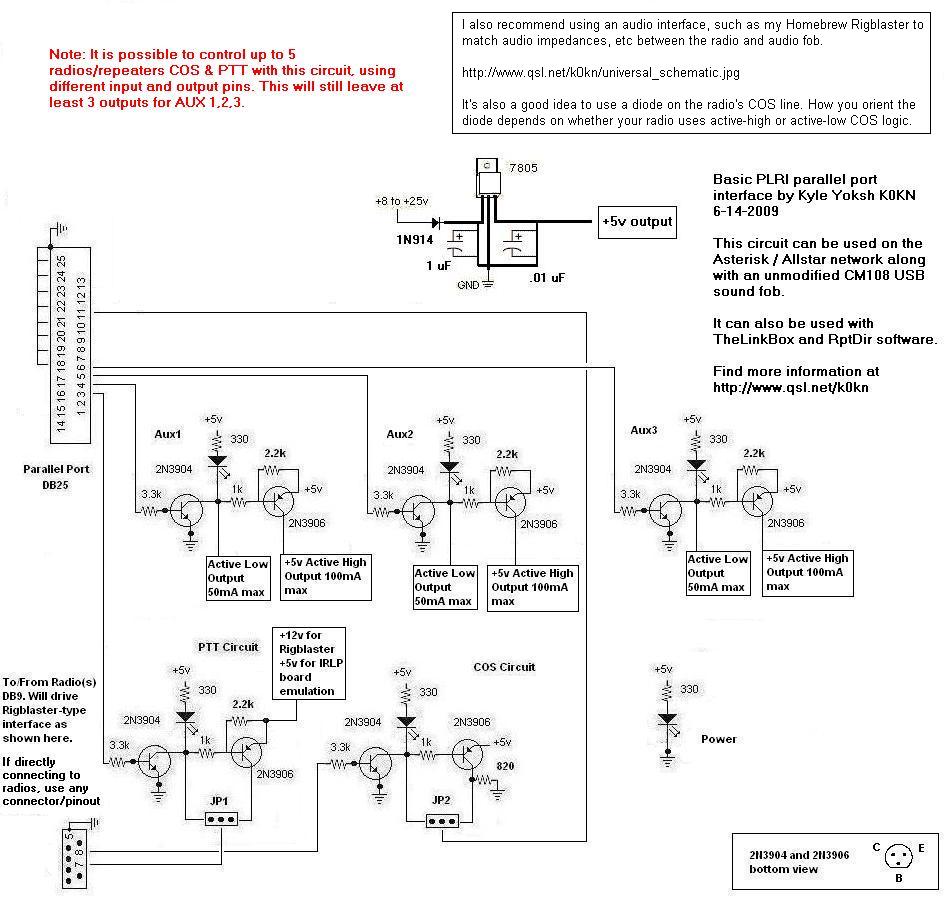 Note: It is possible to control up to 5
radios/repeaters COS & PTT with this circuit, using
different input and output pins. This will still leave at
least 3 outputs for AUX 1,2,3.
I also recommend using an audio interface, such as my Homebrew Rigblaster to
match audio impedances, etc between the radio and audio fob.
http://www.qsl.net/k0kn/universal_schematic.jpg
It's also a good idea to use a diode on the radio's COS line. How you orient the
diode depends on whether your radio uses active-high or active-low COS logic.
7805
+8 to +25v
+
+
+5v output
1N914
1 uF
.01 uF
GND
Basic PLRI parallel port
interface by Kyle Yoksh K0KN
6-14-2009
This circuit can be used on the
Asterisk / Allstar network along
with an unmodified CM108 USB
sound fob.
It can also be used with
TheLinkBox and RptDir software.
Find more information at
http://www.qsl.net/k0kn
14 15 16 17 18 19 20 21 22 23 24 25
1 2 3 4 5 6 7 8 9 10 11 12 13
Parallel Port
DB25
Aux1
+5v
330
2N3904
2.2k
3.3k
1k
+5v
2N3906
Active Low
Output
50mA max
+5v Active High
Output 100mA
max
Aux2
+5v
330
2N3904
2.2k
3.3k
1k
+5v
2N3906
Active Low
Output
50mA max
+5v Active High
Output 100mA
max
Aux3
+5v
330
2N3904
2.2k
3.3k
1k
+5v
2N3906
Active Low
Output
50mA max
+5v Active High
Output 100mA
max
To/From Radio(s)
DB9. Will drive
Rigblaster-type
interface as
shown here.
If directly
connecting to
radios, use any
connector/pinout
PTT Circuit
+12v for
Rigblaster
+5v for IRLP
board
emulation
+5v
330
2N3904
2.2k
3.3k
1k
2N3906
JP1
COS Circuit
+5v
330
2N3904
2N3906
3.3k
1k
+5v
820
JP2
+5v
330
Power
5
7 8
2N3904 and 2N3906
bottom view
C
E
B